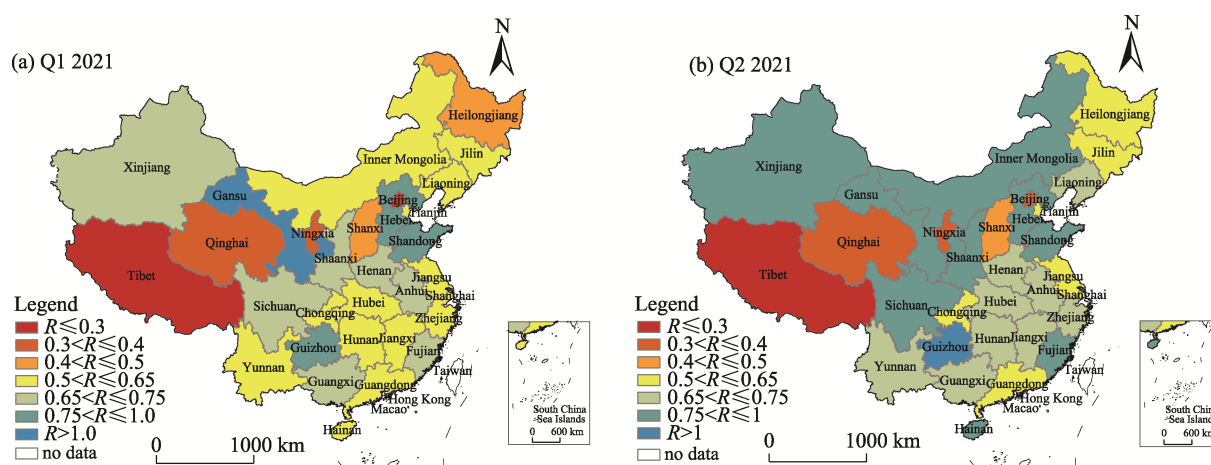 (a) Q1 2021
N
Heilongjiang
Jilin
Inner Mongolia
Liaoning
Xinjiang
Gansu
Beijing
Tianjin
Hebei
Ningxia
Shanxi
Shandong
Qinghai
Shaanxi
Henan
Jiangsu
Tibet
Anhui
Shanghai
Sichuan
Hubei
Chongqing
Zhejiang
Hunan
Jiangxi
Guizhou
Fujian
Yunnan
Taiwan
Guangxi
Guangdong
Hong Kong
Macao
Hainan
Legend
R≤0.3
0.3<R≤0.4
0.4<R≤0.5
0.5<R≤0.65
0.65<R≤0.75
0.75<R≤1.0
R>1.0
no data
0 1000 km
South China
Sea Islands
0 600 km
(b) Q2 2021
N
Heilongjiang
Jilin
Inner Mongolia
Liaoning
Xinjiang
Gansu
Beijing
Tianjin
Hebei
Ningxia
Shanxi
Shandong
Qinghai
Shaanxi
Henan
Jiangsu
Tibet
Anhui
Shanghai
Sichuan
Hubei
Chongqing
Zhejiang
Hunan
Jiangxi
Guizhou
Fujian
Yunnan
Taiwan
Guangxi
Guangdong
Hong Kong
Macao
Hainan
Legend
R≤0.3
0.3<R≤0.4
0.4<R≤0.5
0.5<R≤0.65
0.65<R≤0.75
0.75<R≤1
R>1
no data
0 1000 km
South China
Sea Islands
0 600 km